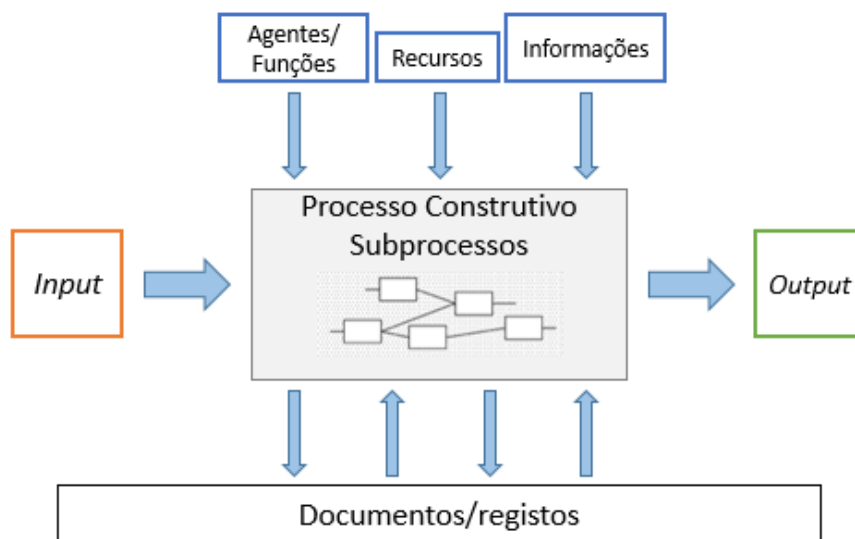 Agentes/
Funções
Recursos
Informações
Processo Construtivo
Subprocessos
Input
Output
Documentos/registos